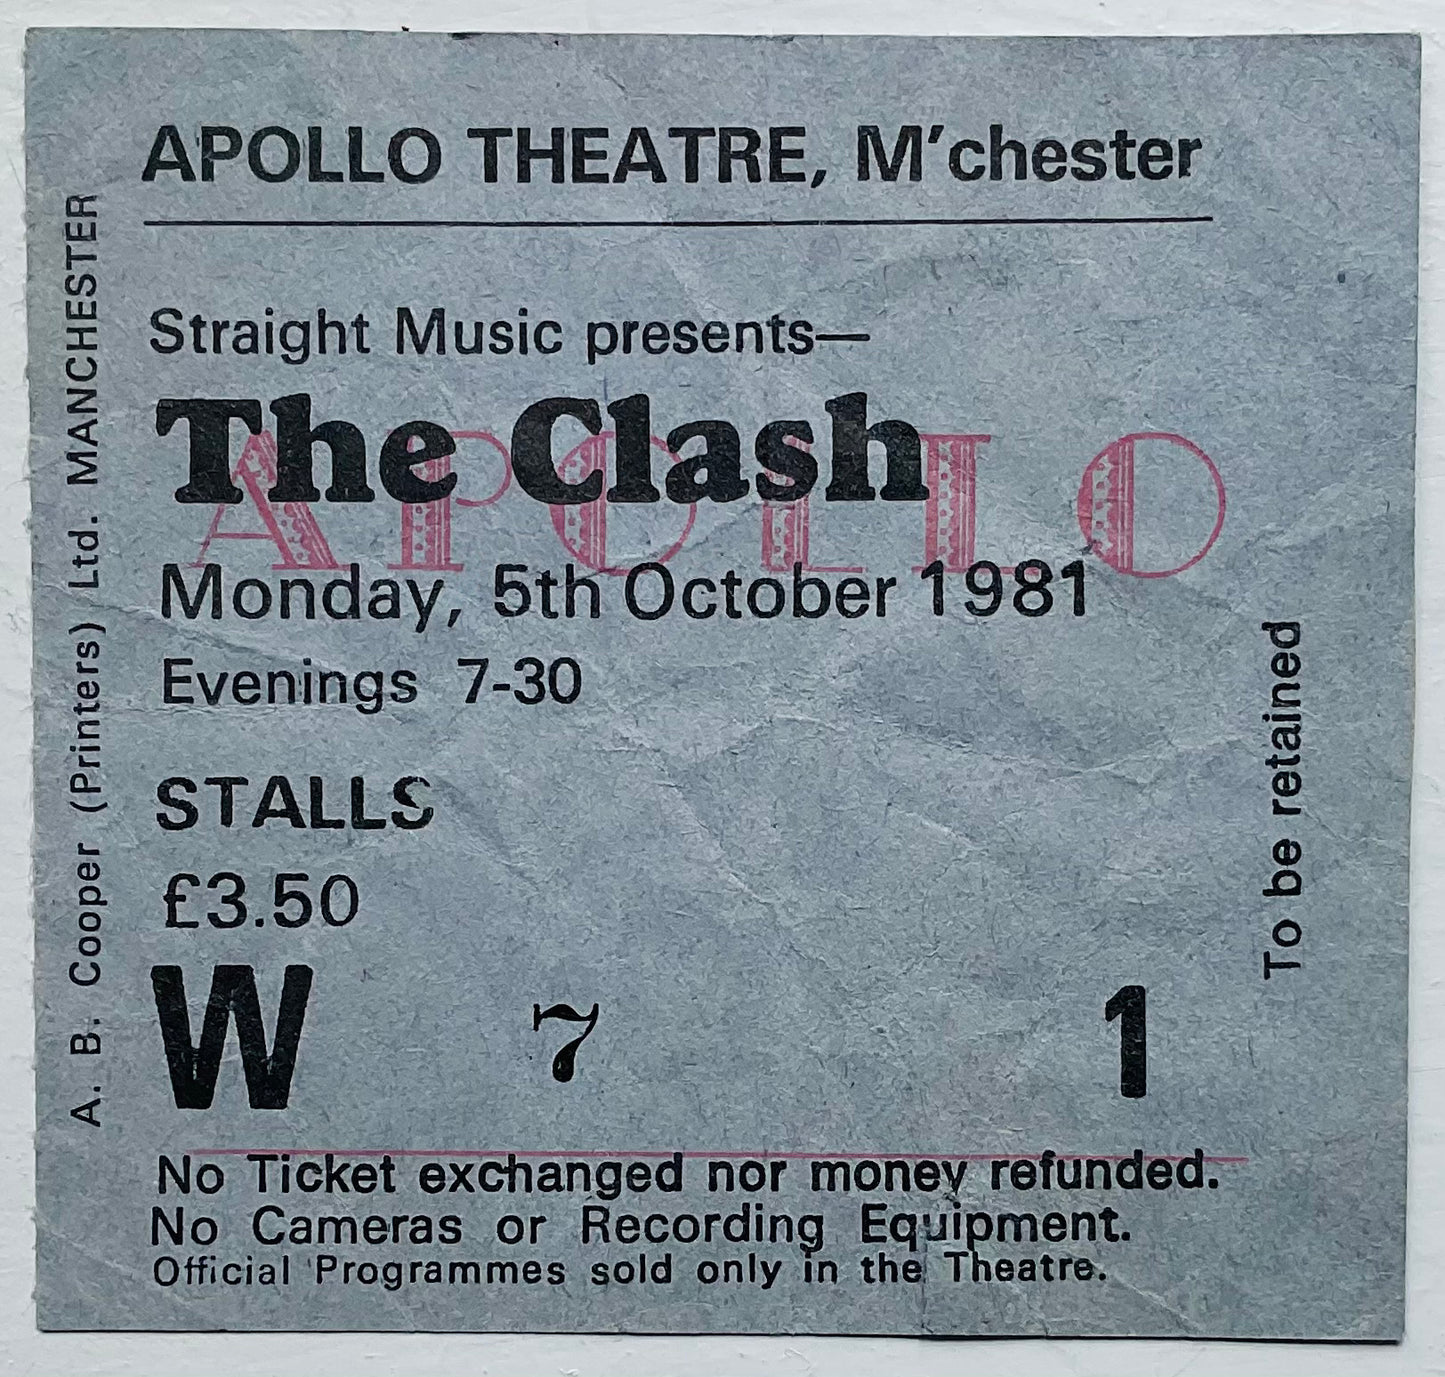 APOLLO THEATRE, M'chester
Straight Music presents—
The Clash
APOLLO
Monday, 5th October 1981
Evenings 7-30
STALLS
£3.50
W 7 1
No Ticket exchanged nor money refunded.
No Cameras or Recording Equipment.
Official Programmes sold only in the Theatre.
A. B. Cooper (Printers) Ltd. MANCHESTER
To be retained